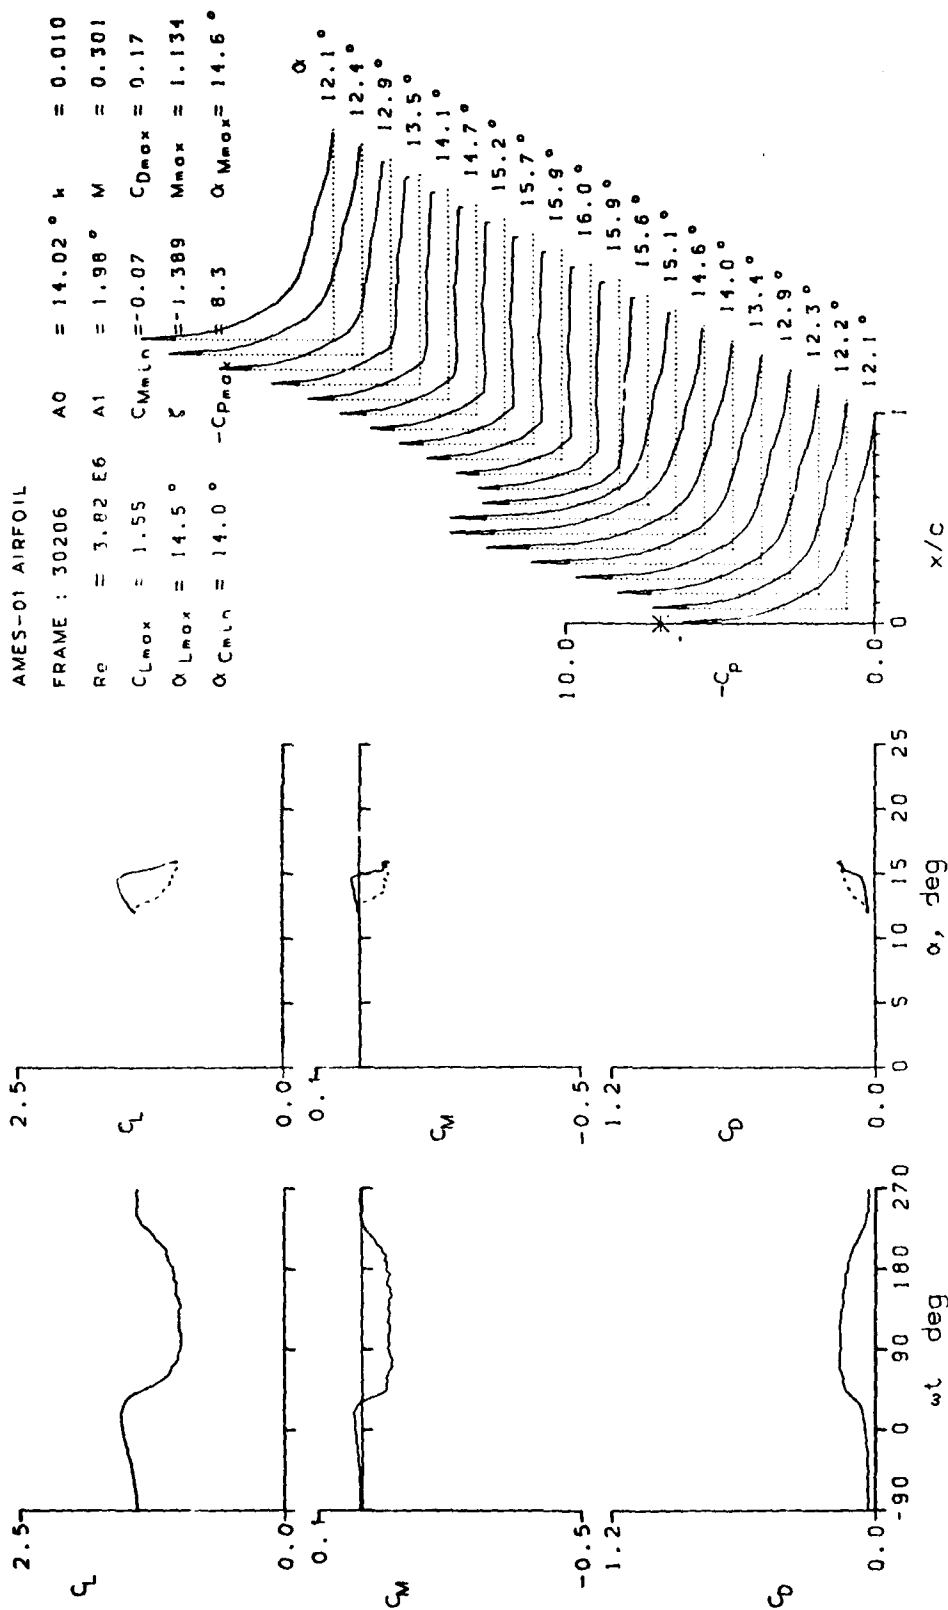 AMES-01 AIRFOIL
FRAME : 30206 A0 = 14.02° k = 0.010
Re = 3.82 E6 A1 = 1.98° M = 0.301
CLmax = 1.55 CMmin =-0.07 CDmax = 0.17
αLmax = 14.5° ζ =-1.389 Mmax = 1.134
αCmin = 14.0° -CPmax = 8.3 αMmax= 14.6°
2.5
CL
0.0
0.1
CM
-0.5
1.2
CD
0.0
-90 0 90 180 270
ωt deg
2.5
CL
0.0
0.1
CM
-0.5
1.2
CD
0.0
0 5 10 15 20 25
α, deg
α
12.1°
12.4°
12.9°
13.5°
14.1°
14.7°
15.2°
15.7°
15.9°
16.0°
15.9°
15.6°
15.1°
14.6°
14.0°
13.4°
12.9°
12.3°
12.2°
12.1°
10.0
-Cp
0.0
0 1
x/c